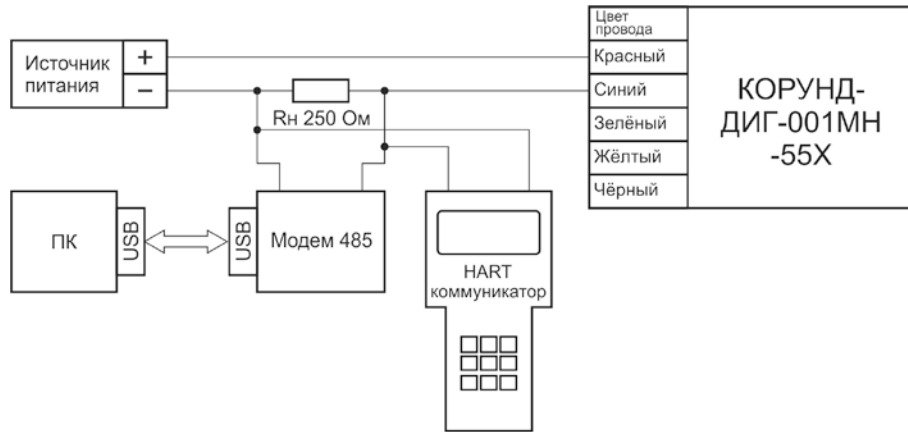 Источник
питания
+
−
Rн 250 Ом
Цвет
провода
Красный
Синий
Зелёный
Жёлтый
Чёрный
КОРУНД-
ДИГ-001МН
-55Х
ПК
USB
USB
Модем 485
HART
коммуникатор